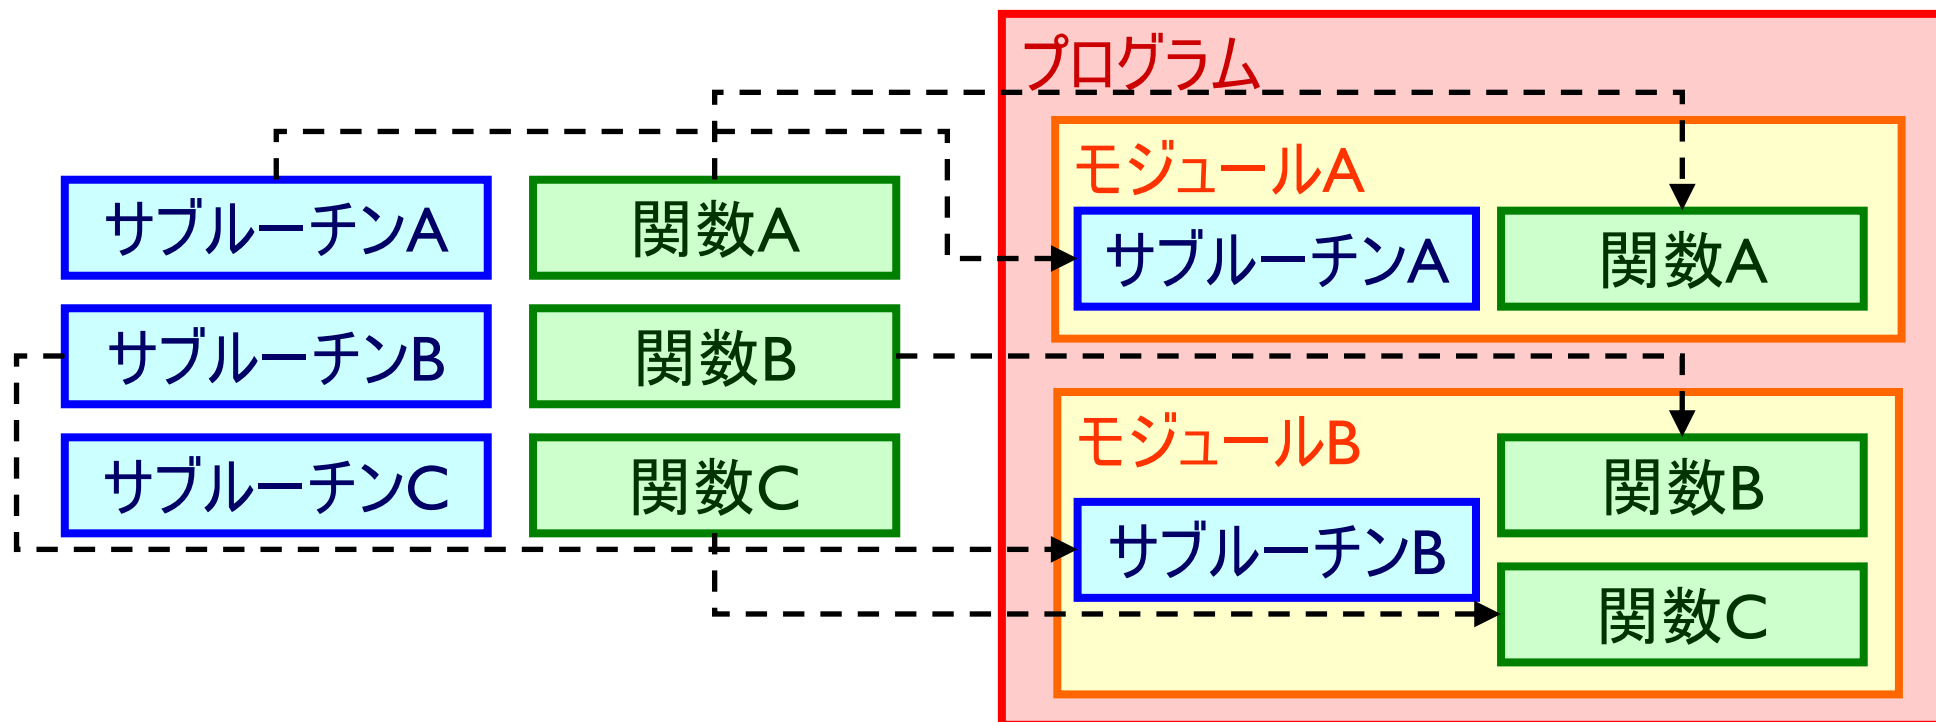 プログラム
モジュールA
サブルーチンA
関数A
サブルーチンA
関数A
サブルーチンB
関数B
モジュールB
サブルーチンC
関数C
関数B
サブルーチンB
関数C